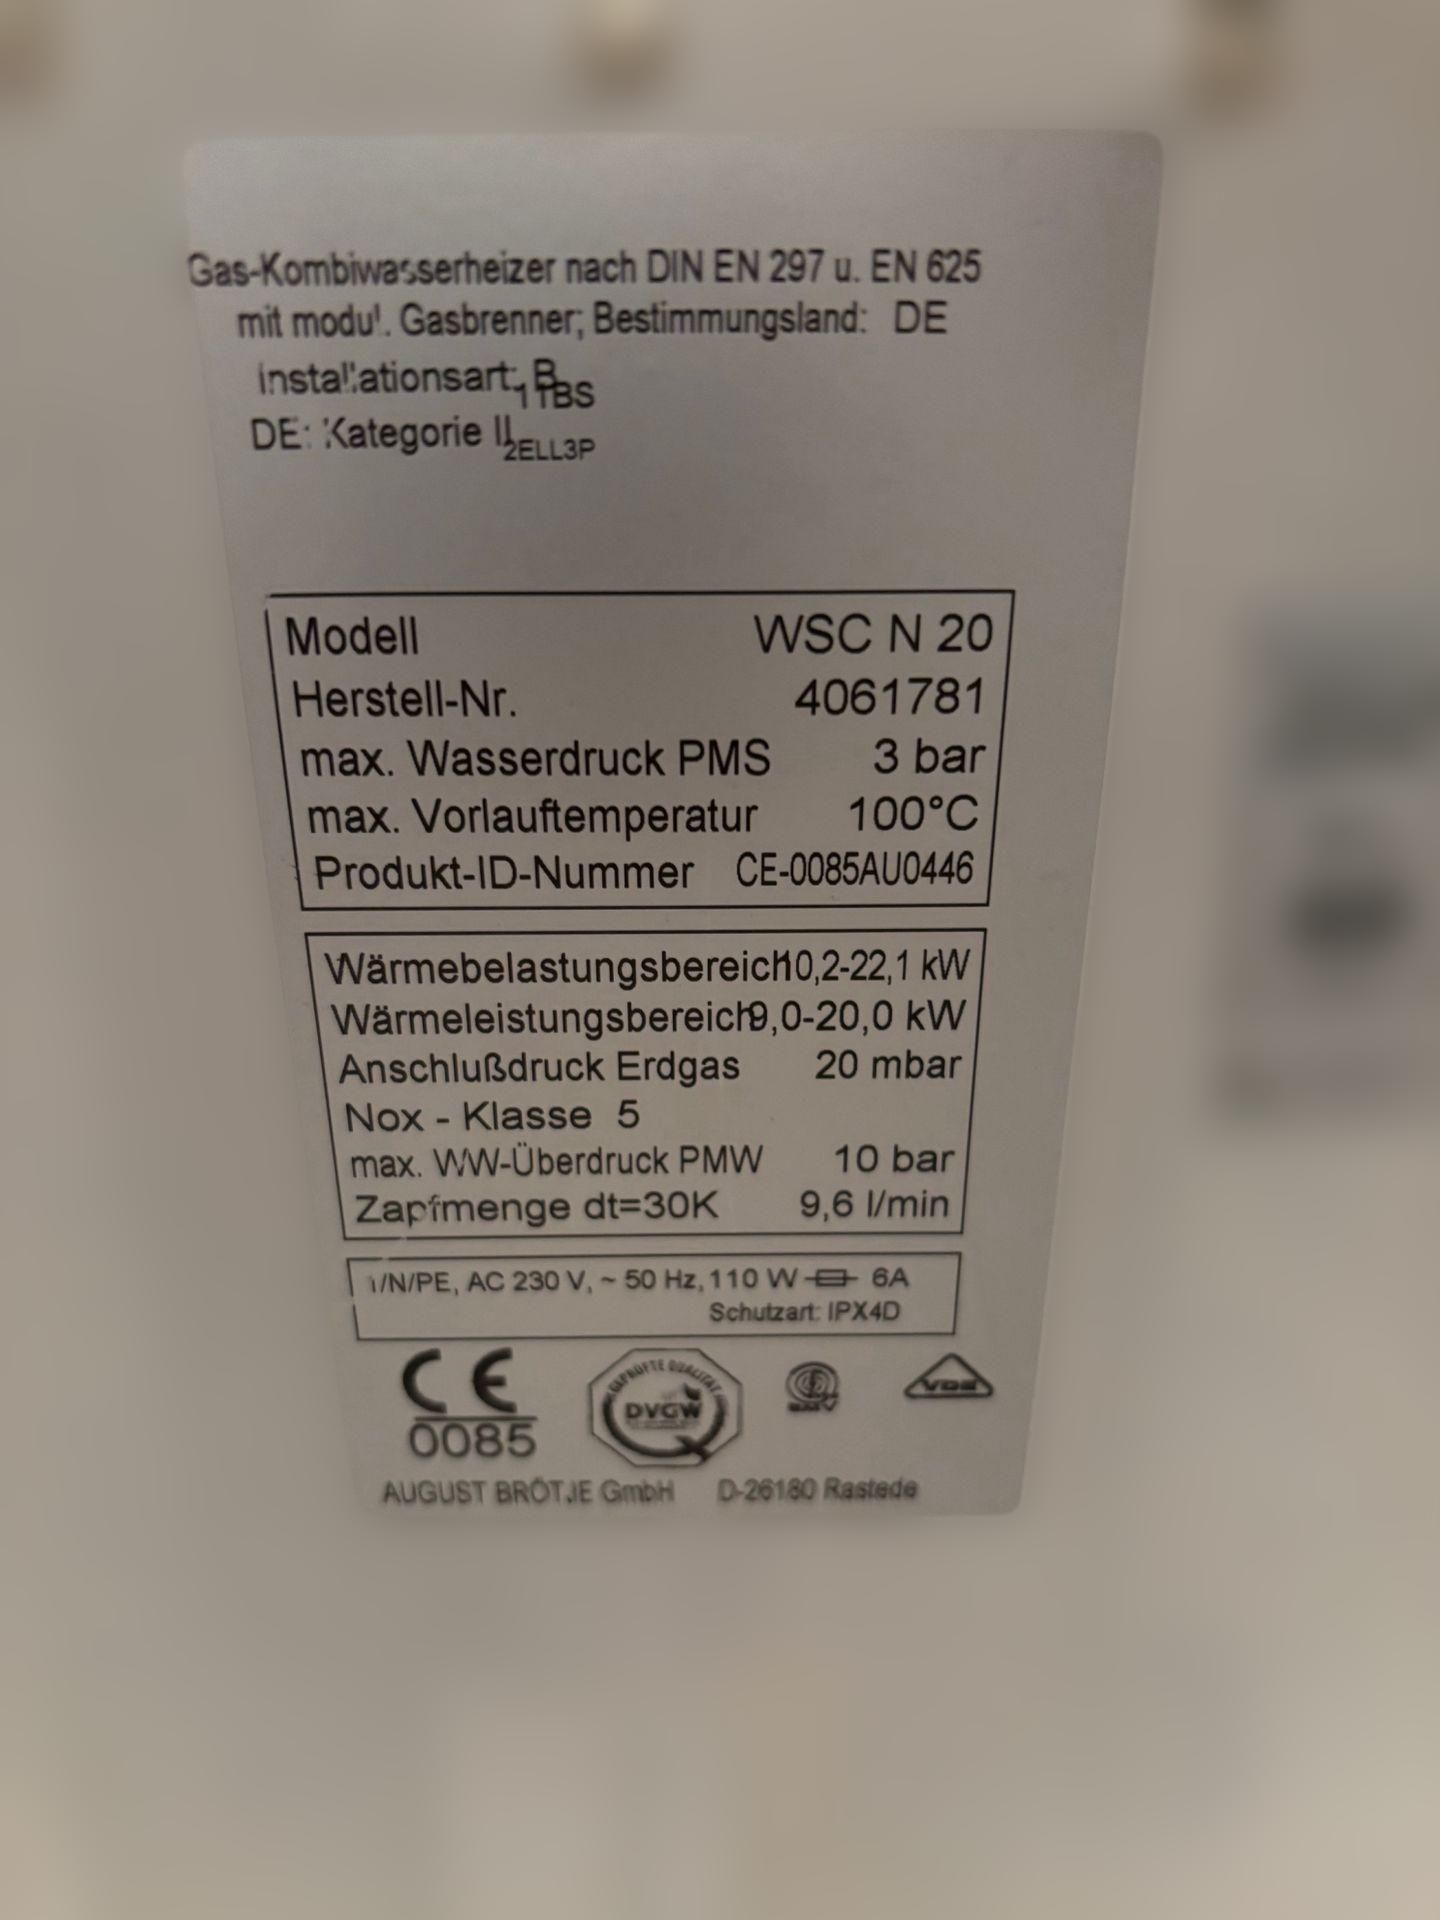 Gas-Kombiwasserheizer nach DIN EN 297 u. EN 625
mit modul. Gasbrenner; Bestimmungsland: DE
Installationsart: B11BS
DE: Kategorie II2ELL3P
Modell WSC N 20
Herstell-Nr. 4061781
max. Wasserdruck PMS 3 bar
max. Vorlauftemperatur 100°C
Produkt-ID-Nummer CE-0085AU0446
Wärmebelastungsbereich 10,2-22,1 kW
Wärmeleistungsbereich 9,0-20,0 kW
Anschlußdruck Erdgas 20 mbar
Nox - Klasse 5
max. WW-Überdruck PMW 10 bar
Zapfmenge dt=30K 9,6 l/min
1/N/PE, AC 230 V, ~ 50 Hz, 110 W 6A
Schutzart: IPX4D
CE
0085
GEPRÜFTE QUALITÄT
DVGW
VDE
AUGUST BRÖTJE GmbH D-26180 Rastede